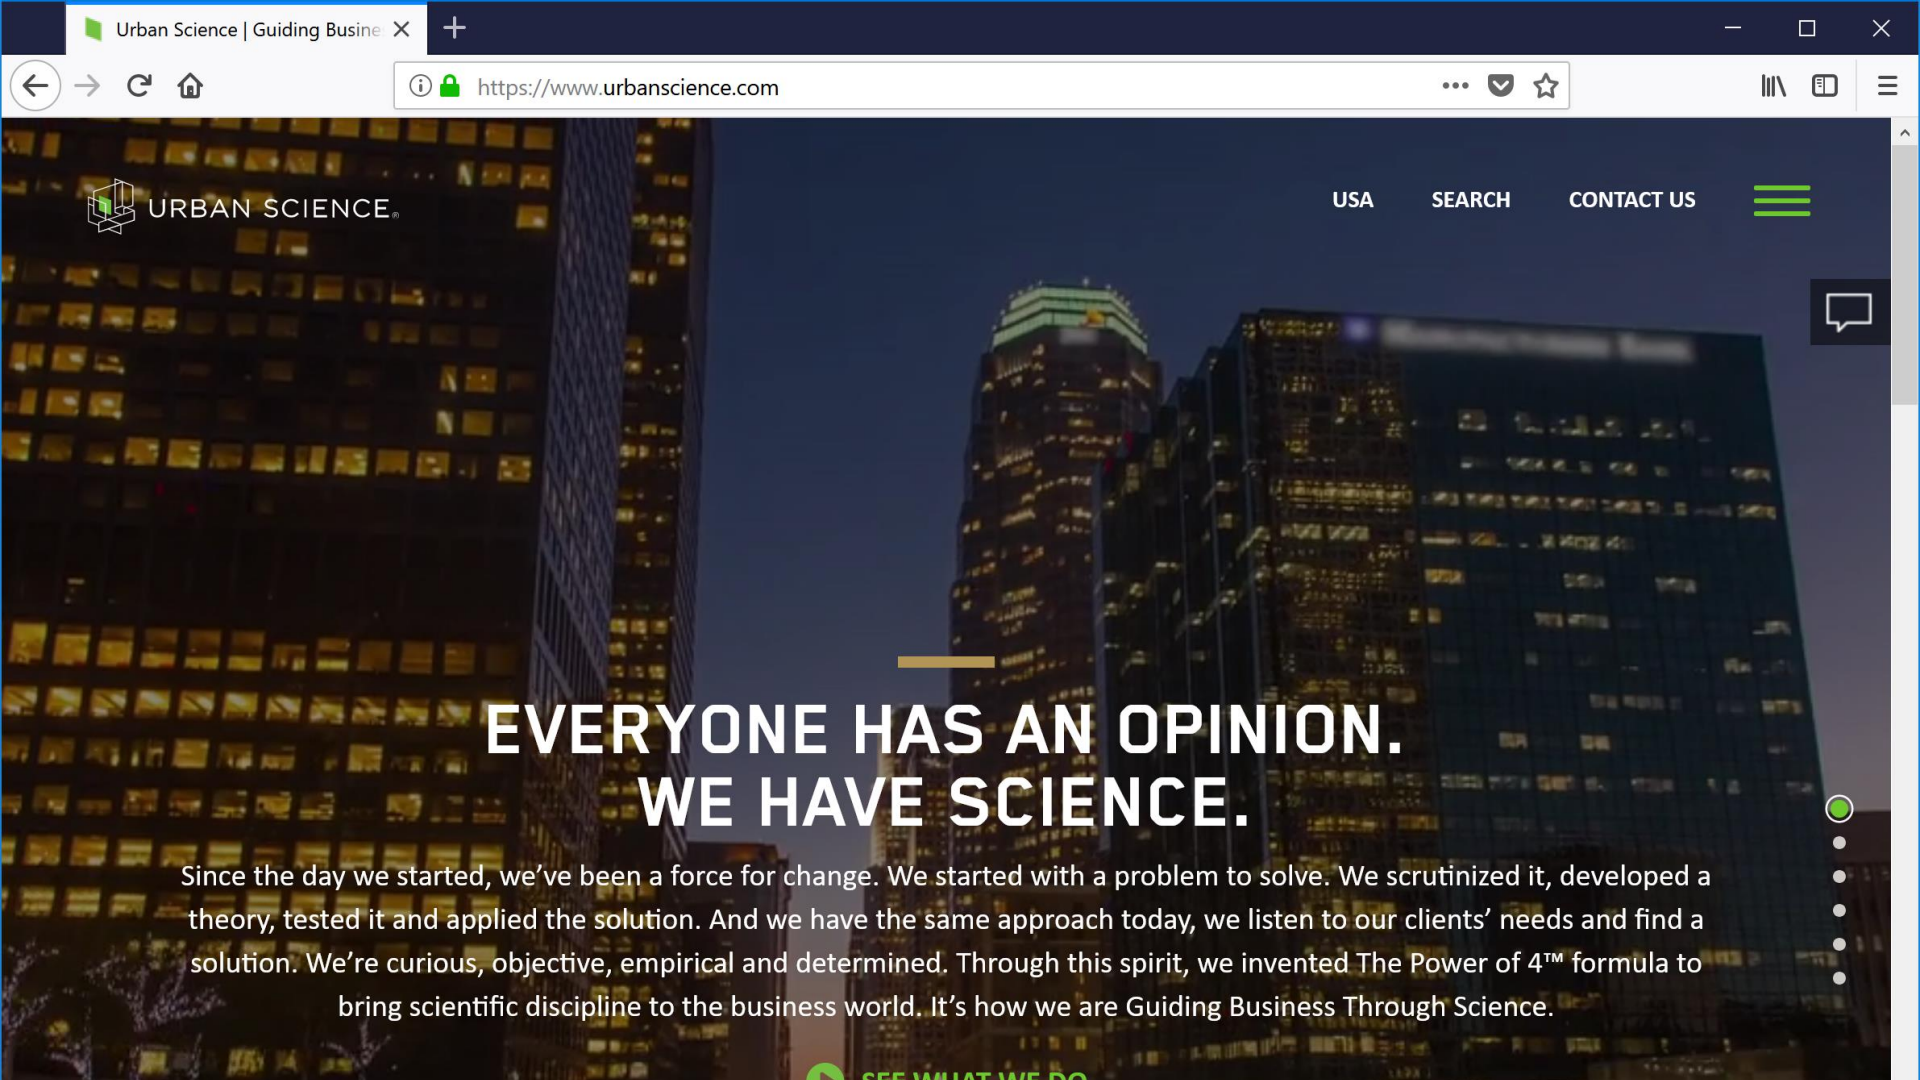 Urban Science | Guiding Busine
https://www.urbanscience.com
URBAN SCIENCE®
USA SEARCH CONTACT US
EVERYONE HAS AN OPINION.
WE HAVE SCIENCE.
Since the day we started, we’ve been a force for change. We started with a problem to solve. We scrutinized it, developed a
theory, tested it and applied the solution. And we have the same approach today, we listen to our clients’ needs and find a
solution. We’re curious, objective, empirical and determined. Through this spirit, we invented The Power of 4™ formula to
bring scientific discipline to the business world. It’s how we are Guiding Business Through Science.
SEE WHAT WE DO